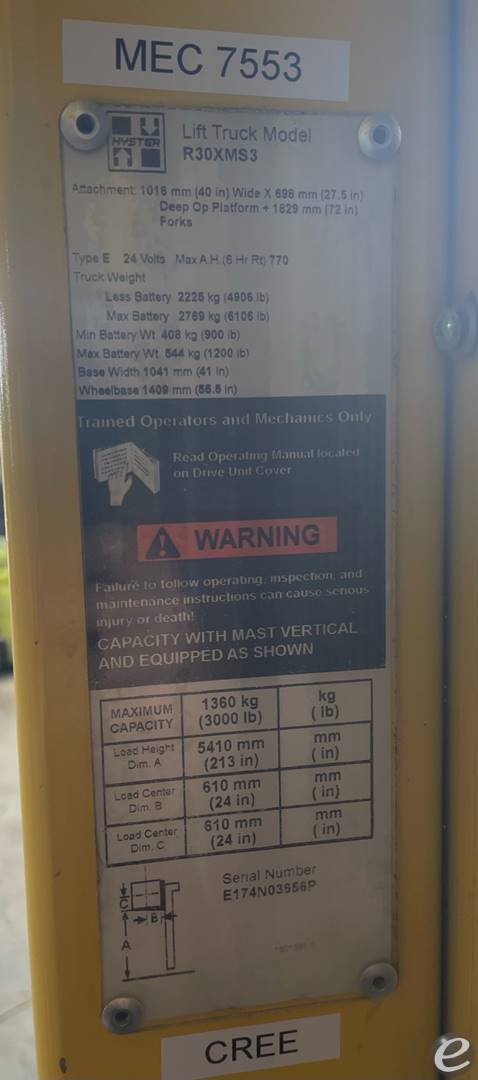 MEC 7553
HYSTER
Lift Truck Model
R30XMS3
Attachment: 1016 mm (40 in) Wide X 698 mm (27.5 in)
Deep Op Platform + 1829 mm (72 in)
Forks
Type E 24 Volts Max A.H.(6 Hr Rt) 770
Truck Weight
Less Battery 2225 kg (4906 lb)
Max Battery 2769 kg (6106 lb)
Min Battery Wt. 408 kg (900 lb)
Max Battery Wt. 544 kg (1200 lb)
Base Width 1041 mm (41 in)
Wheelbase 1409 mm (55.5 in)
Trained Operators and Mechanics Only
Read Operating Manual located
on Drive Unit Cover
WARNING
Failure to follow operating, inspection, and
maintenance instructions can cause serious
injury or death!
CAPACITY WITH MAST VERTICAL
AND EQUIPPED AS SHOWN
MAXIMUM CAPACITY 1360 kg (3000 lb) kg (lb)
Load Height Dim. A 5410 mm (213 in) mm (in)
Load Center Dim. B 610 mm (24 in) mm (in)
Load Center Dim. C 610 mm (24 in) mm (in)
C
B
A
Serial Number
E174N03656P
CREE
e